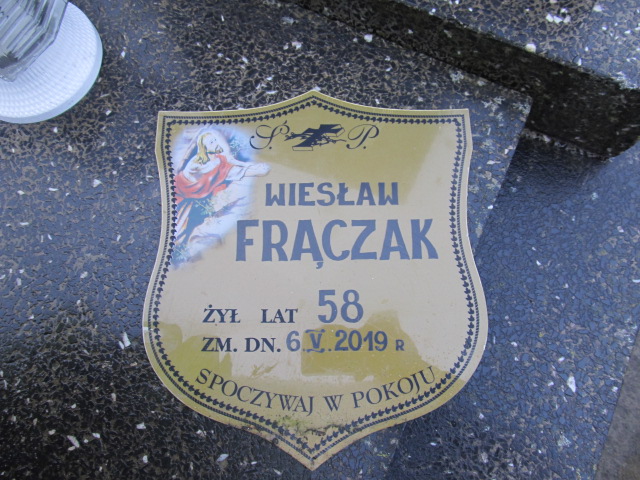 Ś. P.
WIESŁAW
FRĄCZAK
ŻYŁ LAT 58
ZM. DN. 6.V.2019 R
SPOCZYWAJ W POKOJU